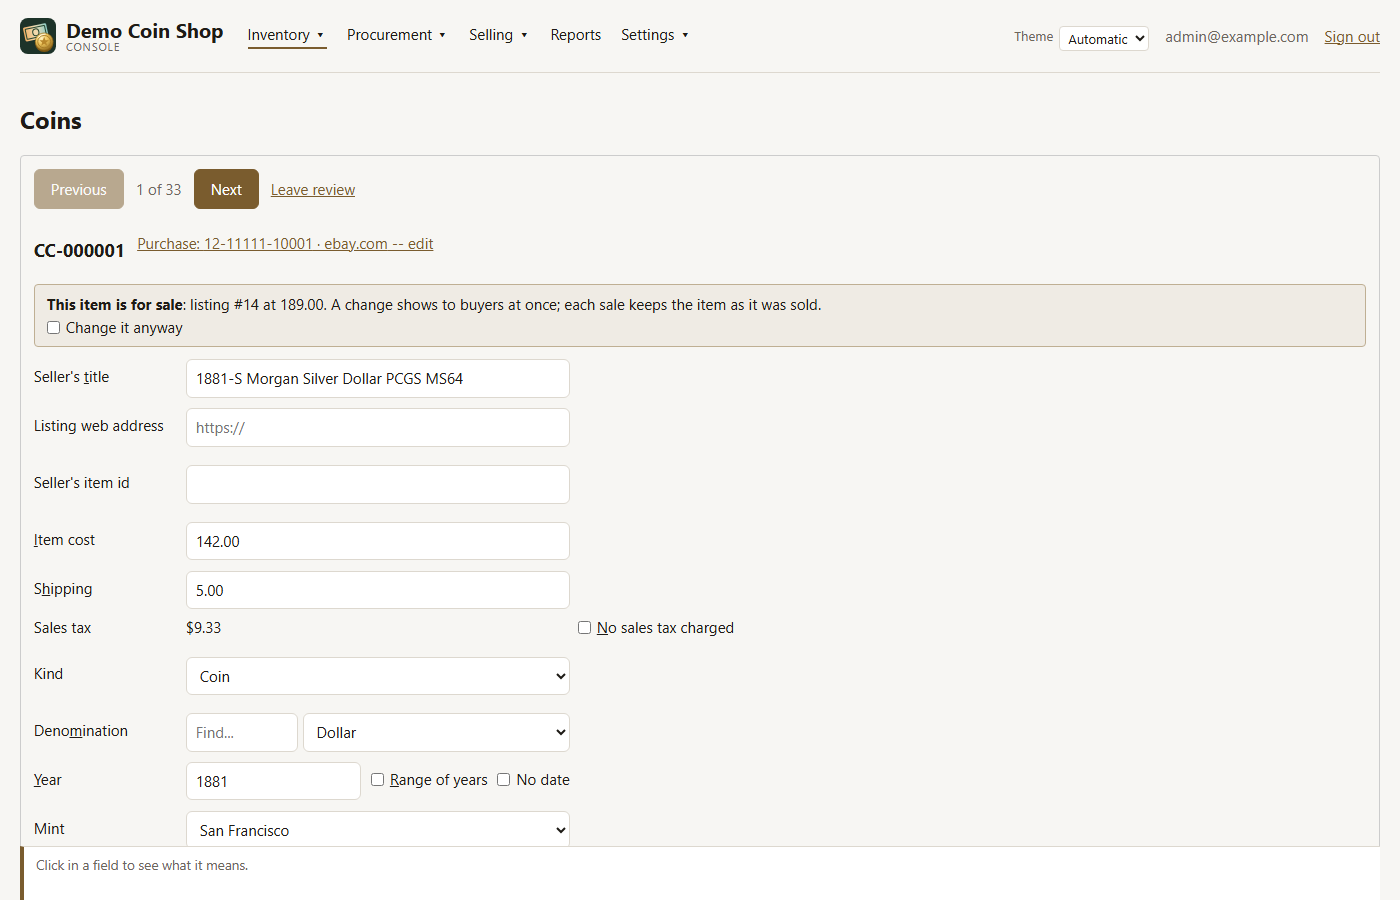 Demo Coin Shop
CONSOLE
Inventory ▾ Procurement ▾ Selling ▾ Reports Settings ▾
Theme Automatic admin@example.com Sign out
Coins
Previous 1 of 33 Next Leave review
CC-000001 Purchase: 12-11111-10001 · ebay.com -- edit
This item is for sale: listing #14 at 189.00. A change shows to buyers at once; each sale keeps the item as it was sold.
Change it anyway
Seller's title 1881-S Morgan Silver Dollar PCGS MS64
Listing web address https://
Seller's item id
Item cost 142.00
Shipping 5.00
Sales tax $9.33 No sales tax charged
Kind Coin
Denomination Find... Dollar
Year 1881 Range of years No date
Mint San Francisco
Click in a field to see what it means.